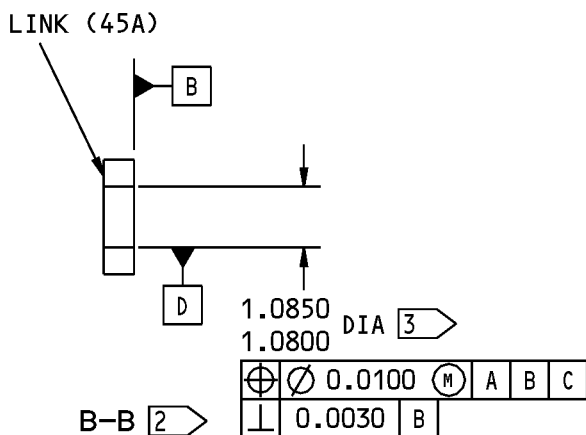 LINK (45A)
B
D
1.0850
1.0800
DIA 3
⌖ ∅ 0.0100 Ⓜ A B C
B-B 2
⟂ 0.0030 B